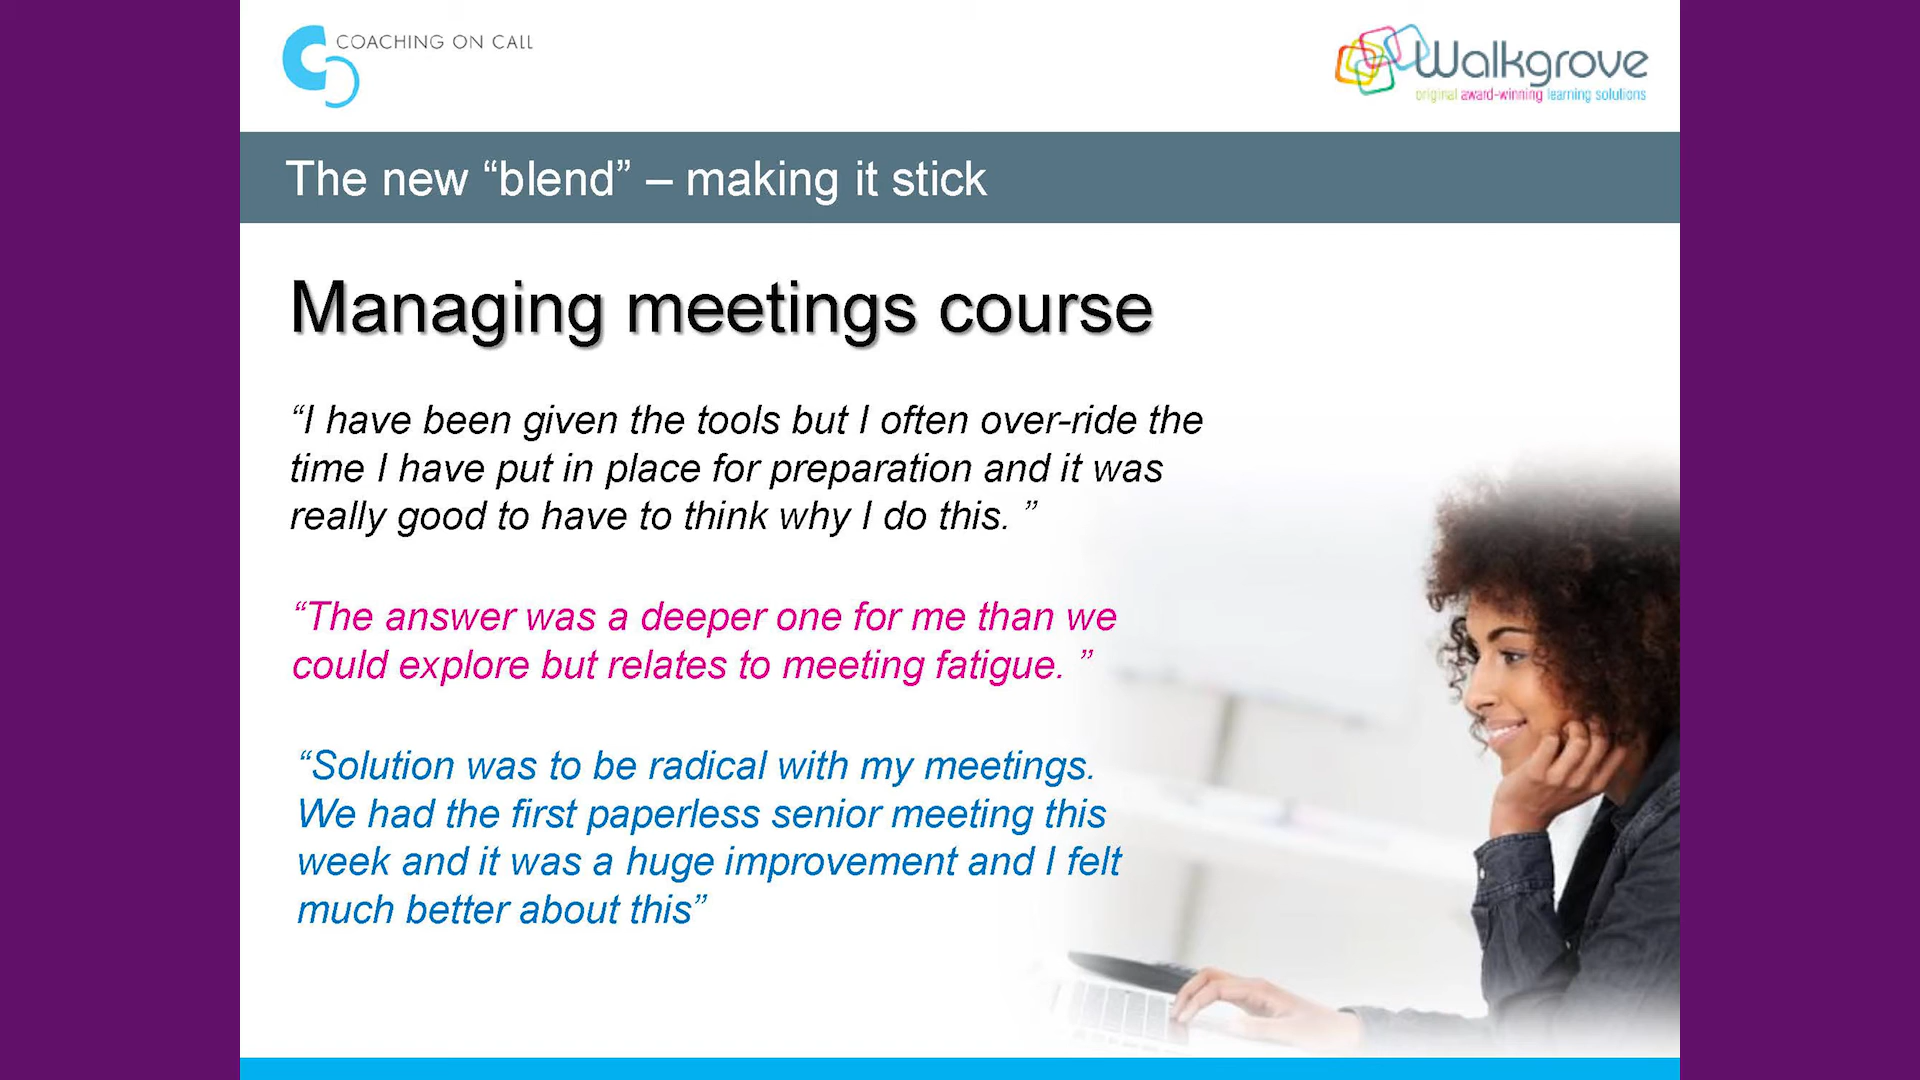 COACHING ON CALL
Walkgrove
original award-winning learning solutions
The new “blend” – making it stick
Managing meetings course
“I have been given the tools but I often over-ride the
time I have put in place for preparation and it was
really good to have to think why I do this. ”
“The answer was a deeper one for me than we
could explore but relates to meeting fatigue. ”
“Solution was to be radical with my meetings.
We had the first paperless senior meeting this
week and it was a huge improvement and I felt
much better about this”